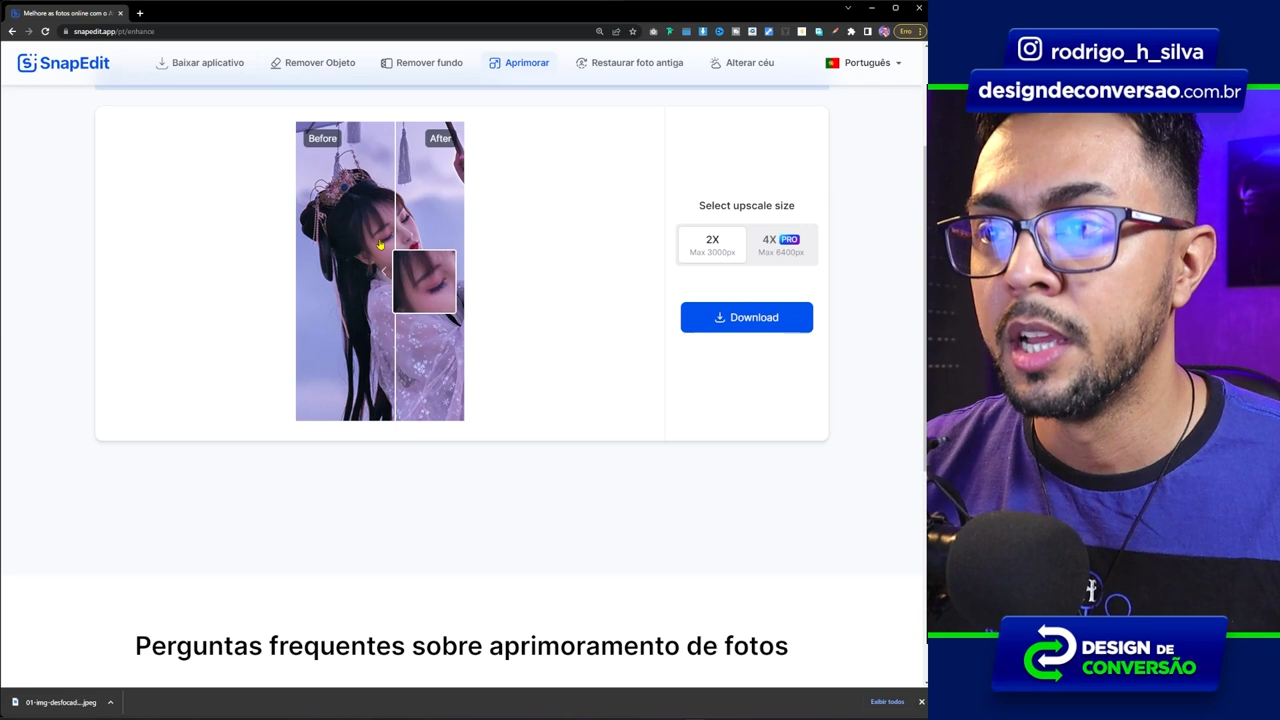 Melhore as fotos online com o A
snapedit.app/pt/enhance
Erro
SnapEdit
Baixar aplicativo
Remover Objeto
Remover fundo
Aprimorar
Restaurar foto antiga
Alterar céu
Português
Before
After
Select upscale size
2X
Max 3000px
4X PRO
Max 6400px
Download
Perguntas frequentes sobre aprimoramento de fotos
01-img-desfocad....jpeg
Exibir todos
rodrigo_h_silva
designdeconversao.com.br
DESIGN DE
CONVERSÃO